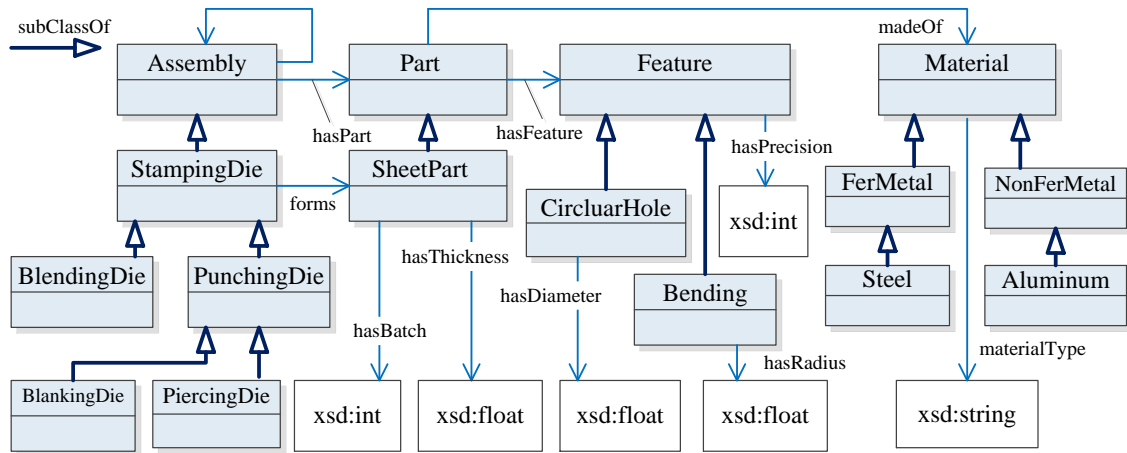 subClassOf
madeOf
Assembly
Part
Feature
Material
hasPart
hasFeature
hasPrecision
StampingDie
SheetPart
forms
CircluarHole
xsd:int
FerMetal
NonFerMetal
BlendingDie
PunchingDie
hasThickness
hasDiameter
Bending
Steel
Aluminum
hasBatch
hasRadius
materialType
BlankingDie
PiercingDie
xsd:int
xsd:float
xsd:float
xsd:float
xsd:string